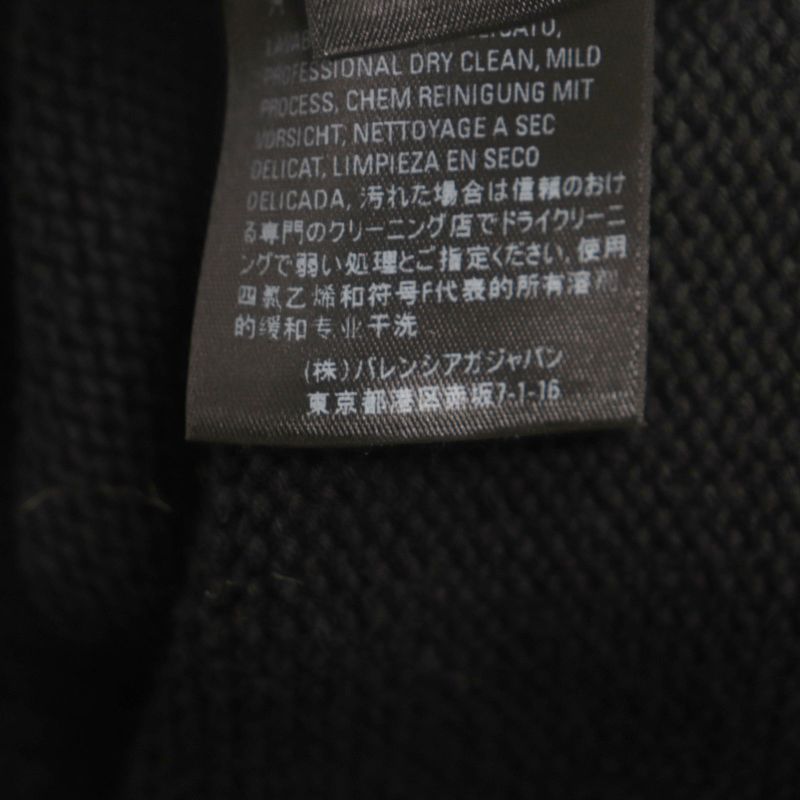 PROFESSIONAL DRY CLEAN, MILD
PROCESS, CHEM REINIGUNG MIT
VORSICHT, NETTOYAGE A SEC
DELICAT, LIMPIEZA EN SECO
DELICADA, 汚れた場合は信頼のおけ
る専門のクリーニング店でドライクリーニ
ングで弱い処理とご指定ください, 使用
四氯乙烯和符号F代表的所有溶剂
的缓和专业干洗
(株)バレンシアガジャパン
東京都港区赤坂7-1-16